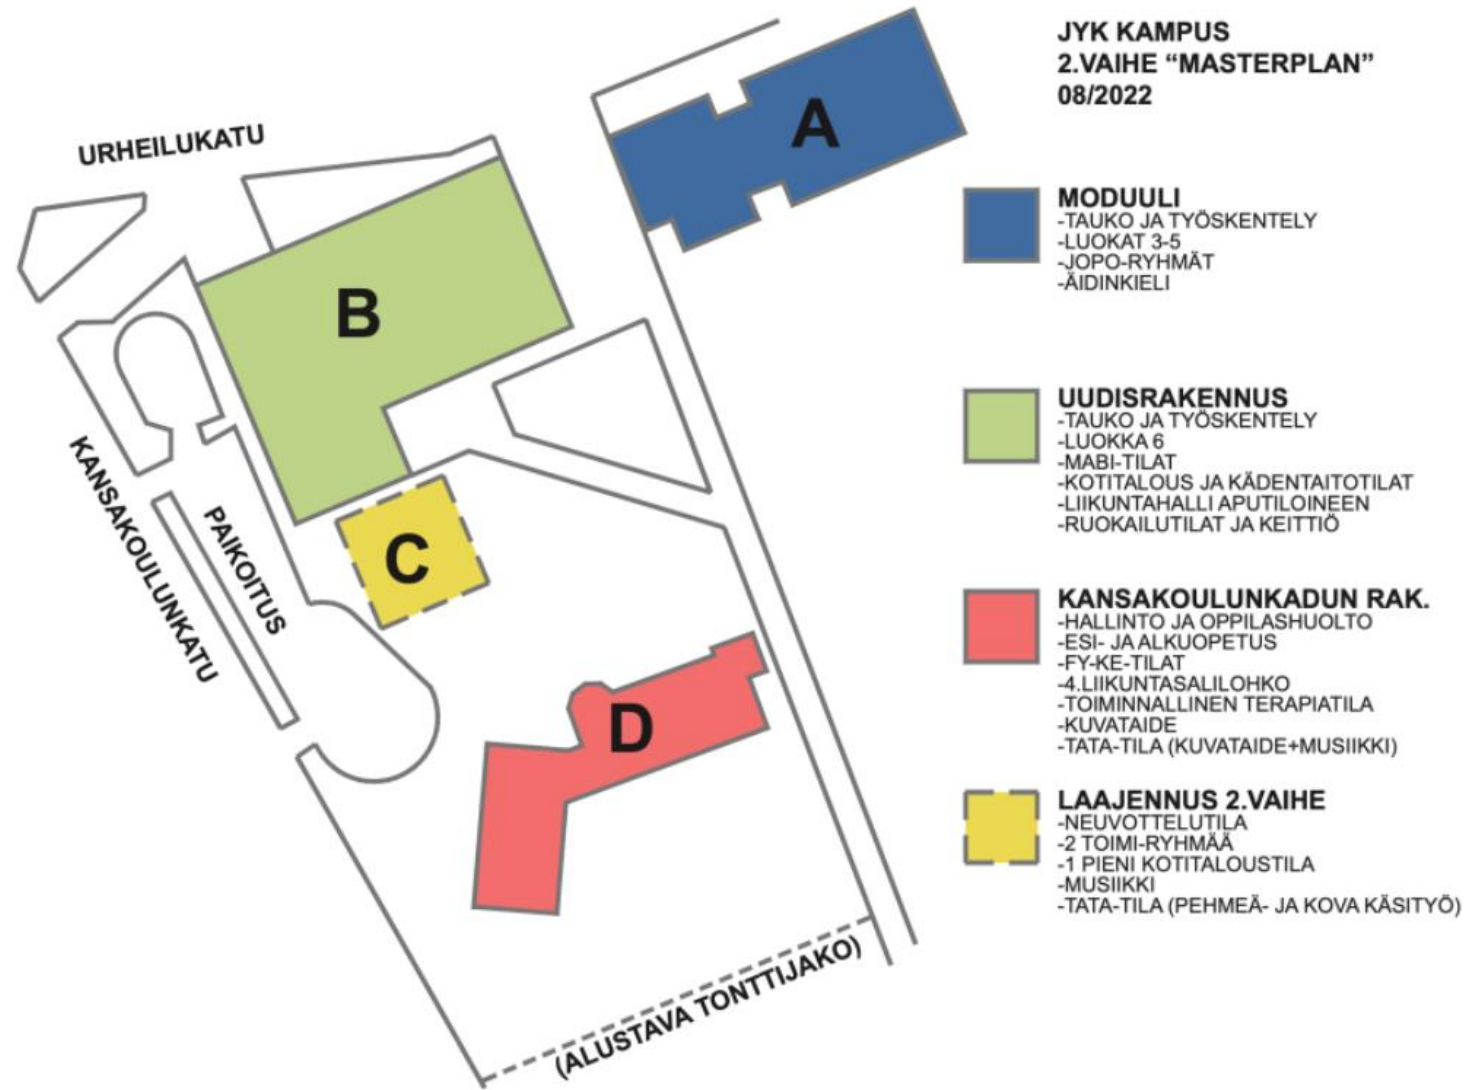 JYK KAMPUS
2.VAIHE “MASTERPLAN”
08/2022
URHEILUKATU
A
B
C
D
KANSAKOULUNKATU
PAIKOITUS
(ALUSTAVA TONTTIJAKO)
MODUULI
-TAUKO JA TYÖSKENTELY
-LUOKAT 3-5
-JOPO-RYHMÄT
-ÄIDINKIELI
UUDISRAKENNUS
-TAUKO JA TYÖSKENTELY
-LUOKKA 6
-MABI-TILAT
-KOTITALOUS JA KÄDENTAITOTILAT
-LIIKUNTAHALLI APUTILOINEEN
-RUOKAILUTILAT JA KEITTIÖ
KANSAKOULUNKADUN RAK.
-HALLINTO JA OPPILASHUOLTO
-ESI- JA ALKUOPETUS
-FY-KE-TILAT
-4.LIIKUNTASALILOHKO
-TOIMINNALLINEN TERAPIATILA
-KUVATAIDE
-TATA-TILA (KUVATAIDE+MUSIIKKI)
LAAJENNUS 2.VAIHE
-NEUVOTTELUTILA
-2 TOIMI-RYHMÄÄ
-1 PIENI KOTITALOUSTILA
-MUSIIKKI
-TATA-TILA (PEHMEÄ- JA KOVA KÄSITYÖ)